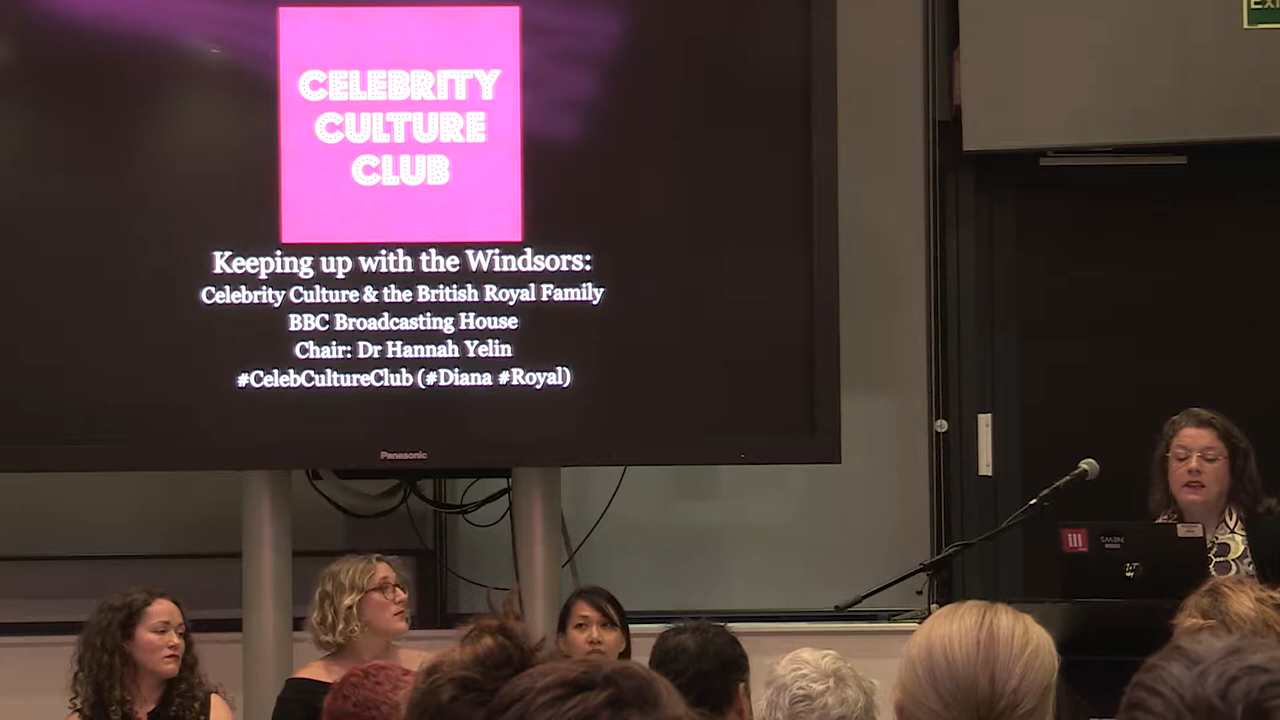 CELEBRITY
CULTURE
CLUB
Keeping up with the Windsors:
Celebrity Culture & the British Royal Family
BBC Broadcasting House
Chair: Dr Hannah Yelin
#CelebCultureClub (#Diana #Royal)
Panasonic
NEWS